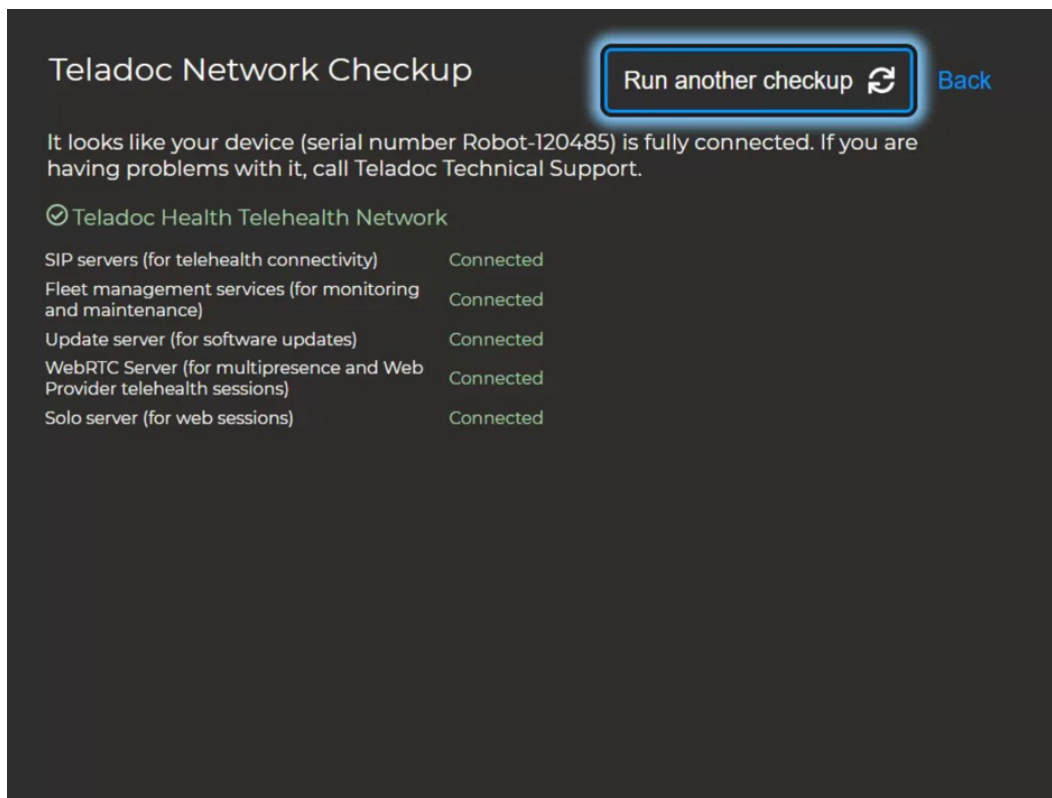 Teladoc Network Checkup
Run another checkup
Back
It looks like your device (serial number Robot-120485) is fully connected. If you are
having problems with it, call Teladoc Technical Support.
Teladoc Health Telehealth Network
SIP servers (for telehealth connectivity) Connected
Fleet management services (for monitoring
and maintenance) Connected
Update server (for software updates) Connected
WebRTC Server (for multipresence and Web
Provider telehealth sessions) Connected
Solo server (for web sessions) Connected